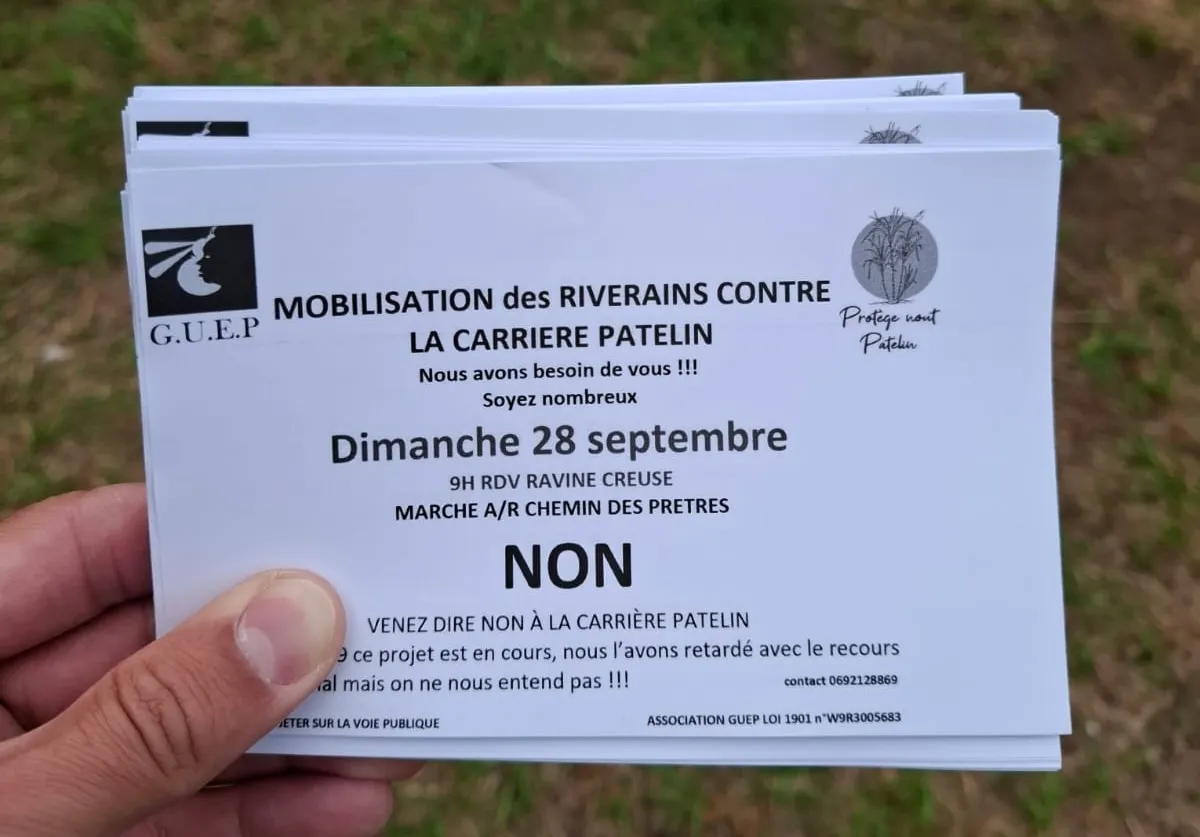 G.U.E.P
Protège nout
Patelin
MOBILISATION des RIVERAINS CONTRE
LA CARRIERE PATELIN
Nous avons besoin de vous !!!
Soyez nombreux
Dimanche 28 septembre
9H RDV RAVINE CREUSE
MARCHE A/R CHEMIN DES PRETRES
NON
VENEZ DIRE NON À LA CARRIÈRE PATELIN
ce projet est en cours, nous l’avons retardé avec le recours
mais on ne nous entend pas !!!
contact 0692128869
SUR LA VOIE PUBLIQUE
ASSOCIATION GUEP LOI 1901 n°W9R3005683